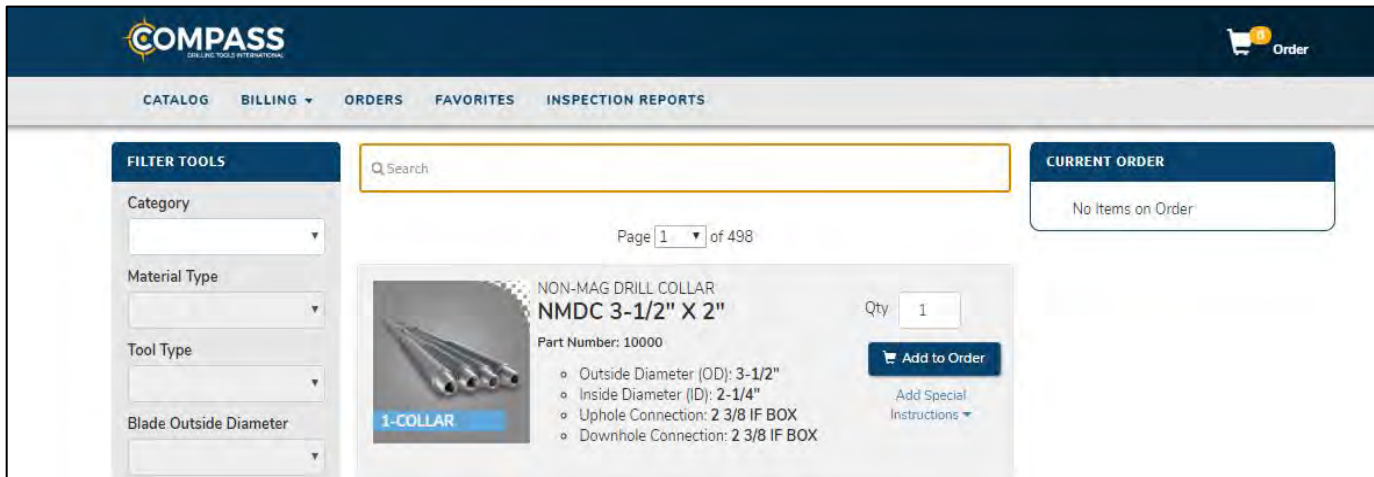 COMPASS
DRILLING TOOLS INTERNATIONAL
0 Order
CATALOG BILLING ORDERS FAVORITES INSPECTION REPORTS
FILTER TOOLS
Category
Material Type
Tool Type
Blade Outside Diameter
Search
Page 1 of 498
NON-MAG DRILL COLLAR
NMDC 3-1/2" X 2"
Part Number: 10000
Outside Diameter (OD): 3-1/2"
Inside Diameter (ID): 2-1/4"
Uphole Connection: 2 3/8 IF BOX
Downhole Connection: 2 3/8 IF BOX
1-COLLAR
Qty 1
Add to Order
Add Special
Instructions
CURRENT ORDER
No Items on Order